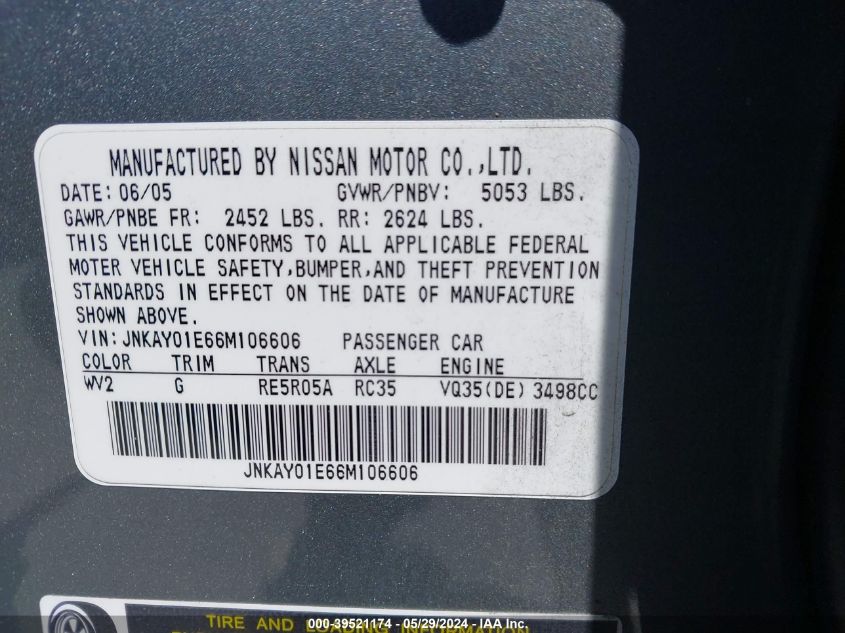 MANUFACTURED BY NISSAN MOTOR CO.,LTD.
DATE: 06/05 GVWR/PNBV: 5053 LBS.
GAWR/PNBE FR: 2452 LBS. RR: 2624 LBS.
THIS VEHICLE CONFORMS TO ALL APPLICABLE FEDERAL
MOTER VEHICLE SAFETY,BUMPER,AND THEFT PREVENTION
STANDARDS IN EFFECT ON THE DATE OF MANUFACTURE
SHOWN ABOVE.
VIN:JNKAY01E66M106606 PASSENGER CAR
COLOR TRIM TRANS AXLE ENGINE
WV2 G RE5R05A RC35 VQ35(DE) 3498CC
JNKAY01E66M106606
TIRE AND LOADING INFORMATION
000-39521174 - 05/29/2024 - IAA Inc.